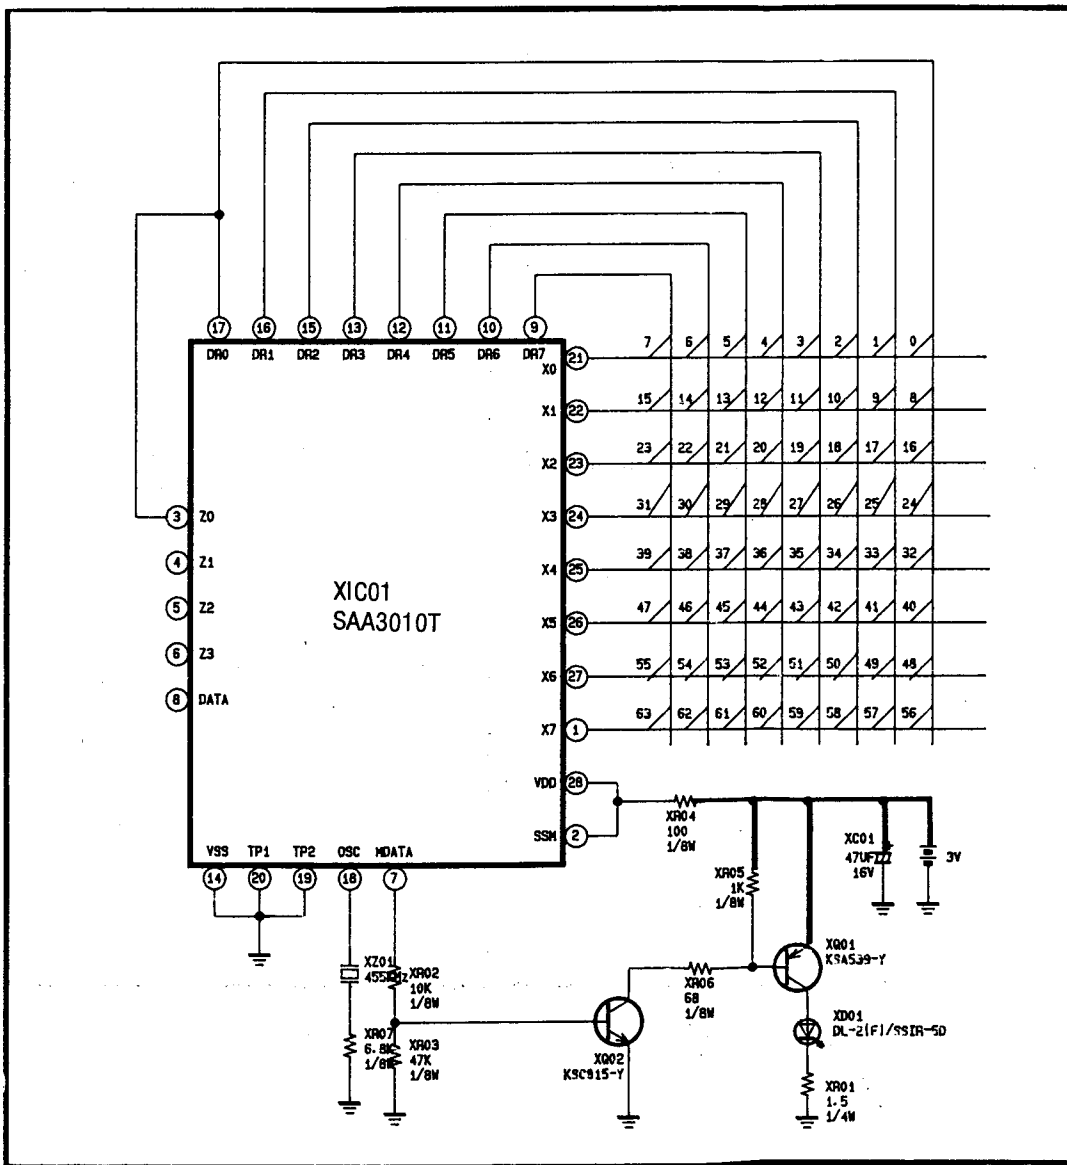 17 16 15 13 12 11 10 9
DR0 DR1 DR2 DR3 DR4 DR5 DR6 DR7
X0 21 7 6 5 4 3 2 1 0
X1 22 15 14 13 12 11 10 9 8
X2 23 23 22 21 20 19 18 17 16
3 Z0 X3 24 31 30 29 28 27 26 25 24
4 Z1 X4 25 39 38 37 36 35 34 33 32
XIC01
SAA3010T
5 Z2 X5 26 47 46 45 44 43 42 41 40
6 Z3 X6 27 55 54 53 52 51 50 49 48
8 DATA X7 1 63 62 61 60 59 58 57 56
VDD 28
SSM 2
XR04
100
1/8W
XC01
47UF
16V
3V
VSS TP1 TP2 OSC MDATA
14 20 19 18 7
XR05
1K
1/8W
XQ01
KSA539-Y
XZ01
455KHZ
XR02
10K
1/8W
XR06
68
1/8W
XD01
DL-2(F)/SSIR-5D
XR07
6.8K
1/8W
XR03
47K
1/8W
XQ02
KSC815-Y
XR01
1.5
1/4W